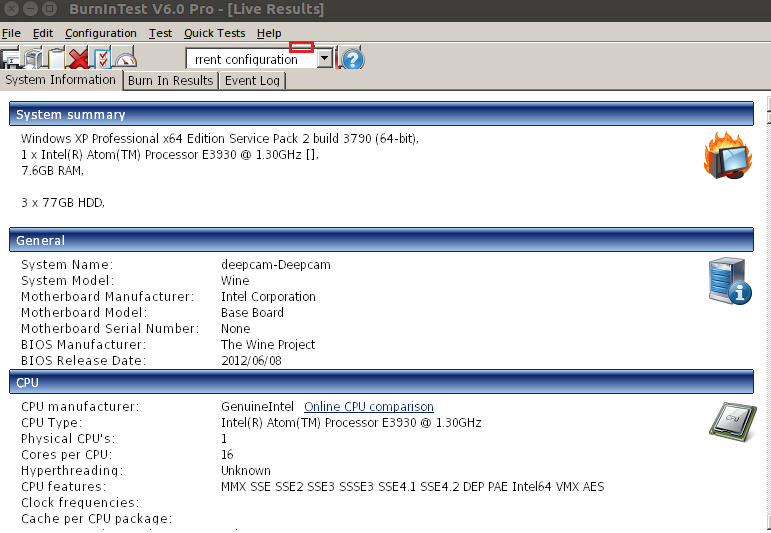 BurnInTest V6.0 Pro - [Live Results]
File Edit Configuration Test Quick Tests Help
rrent configuration
System Information Burn In Results Event Log
System summary
Windows XP Professional x64 Edition Service Pack 2 build 3790 (64-bit),
1 x Intel(R) Atom(TM) Processor E3930 @ 1.30GHz [],
7.6GB RAM,
3 x 77GB HDD,
General
System Name: deepcam-Deepcam
System Model: Wine
Motherboard Manufacturer: Intel Corporation
Motherboard Model: Base Board
Motherboard Serial Number: None
BIOS Manufacturer: The Wine Project
BIOS Release Date: 2012/06/08
CPU
CPU manufacturer: GenuineIntel Online CPU comparison
CPU Type: Intel(R) Atom(TM) Processor E3930 @ 1.30GHz
Physical CPU's: 1
Cores per CPU: 16
Hyperthreading: Unknown
CPU features: MMX SSE SSE2 SSE3 SSSE3 SSE4.1 SSE4.2 DEP PAE Intel64 VMX AES
Clock frequencies:
Cache per CPU package:
CPU